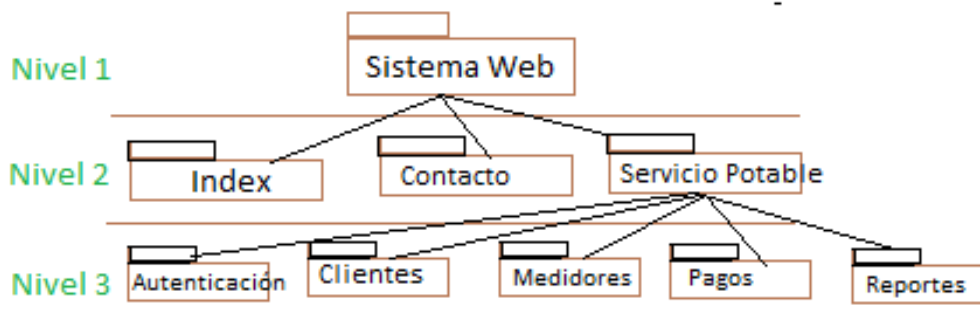 Nivel 1
Sistema Web
Nivel 2
Index
Contacto
Servicio Potable
Nivel 3
Autenticación
Clientes
Medidores
Pagos
Reportes